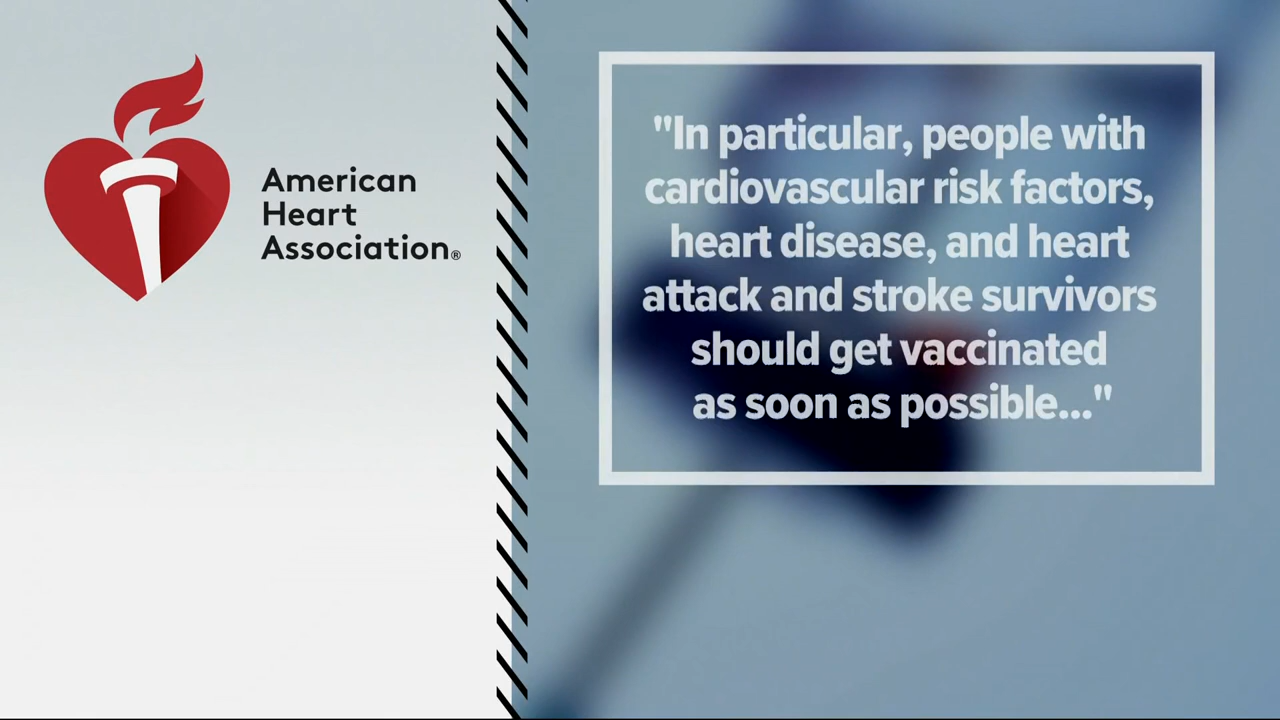 American
Heart
Association®
"In particular, people with
cardiovascular risk factors,
heart disease, and heart
attack and stroke survivors
should get vaccinated
as soon as possible..."